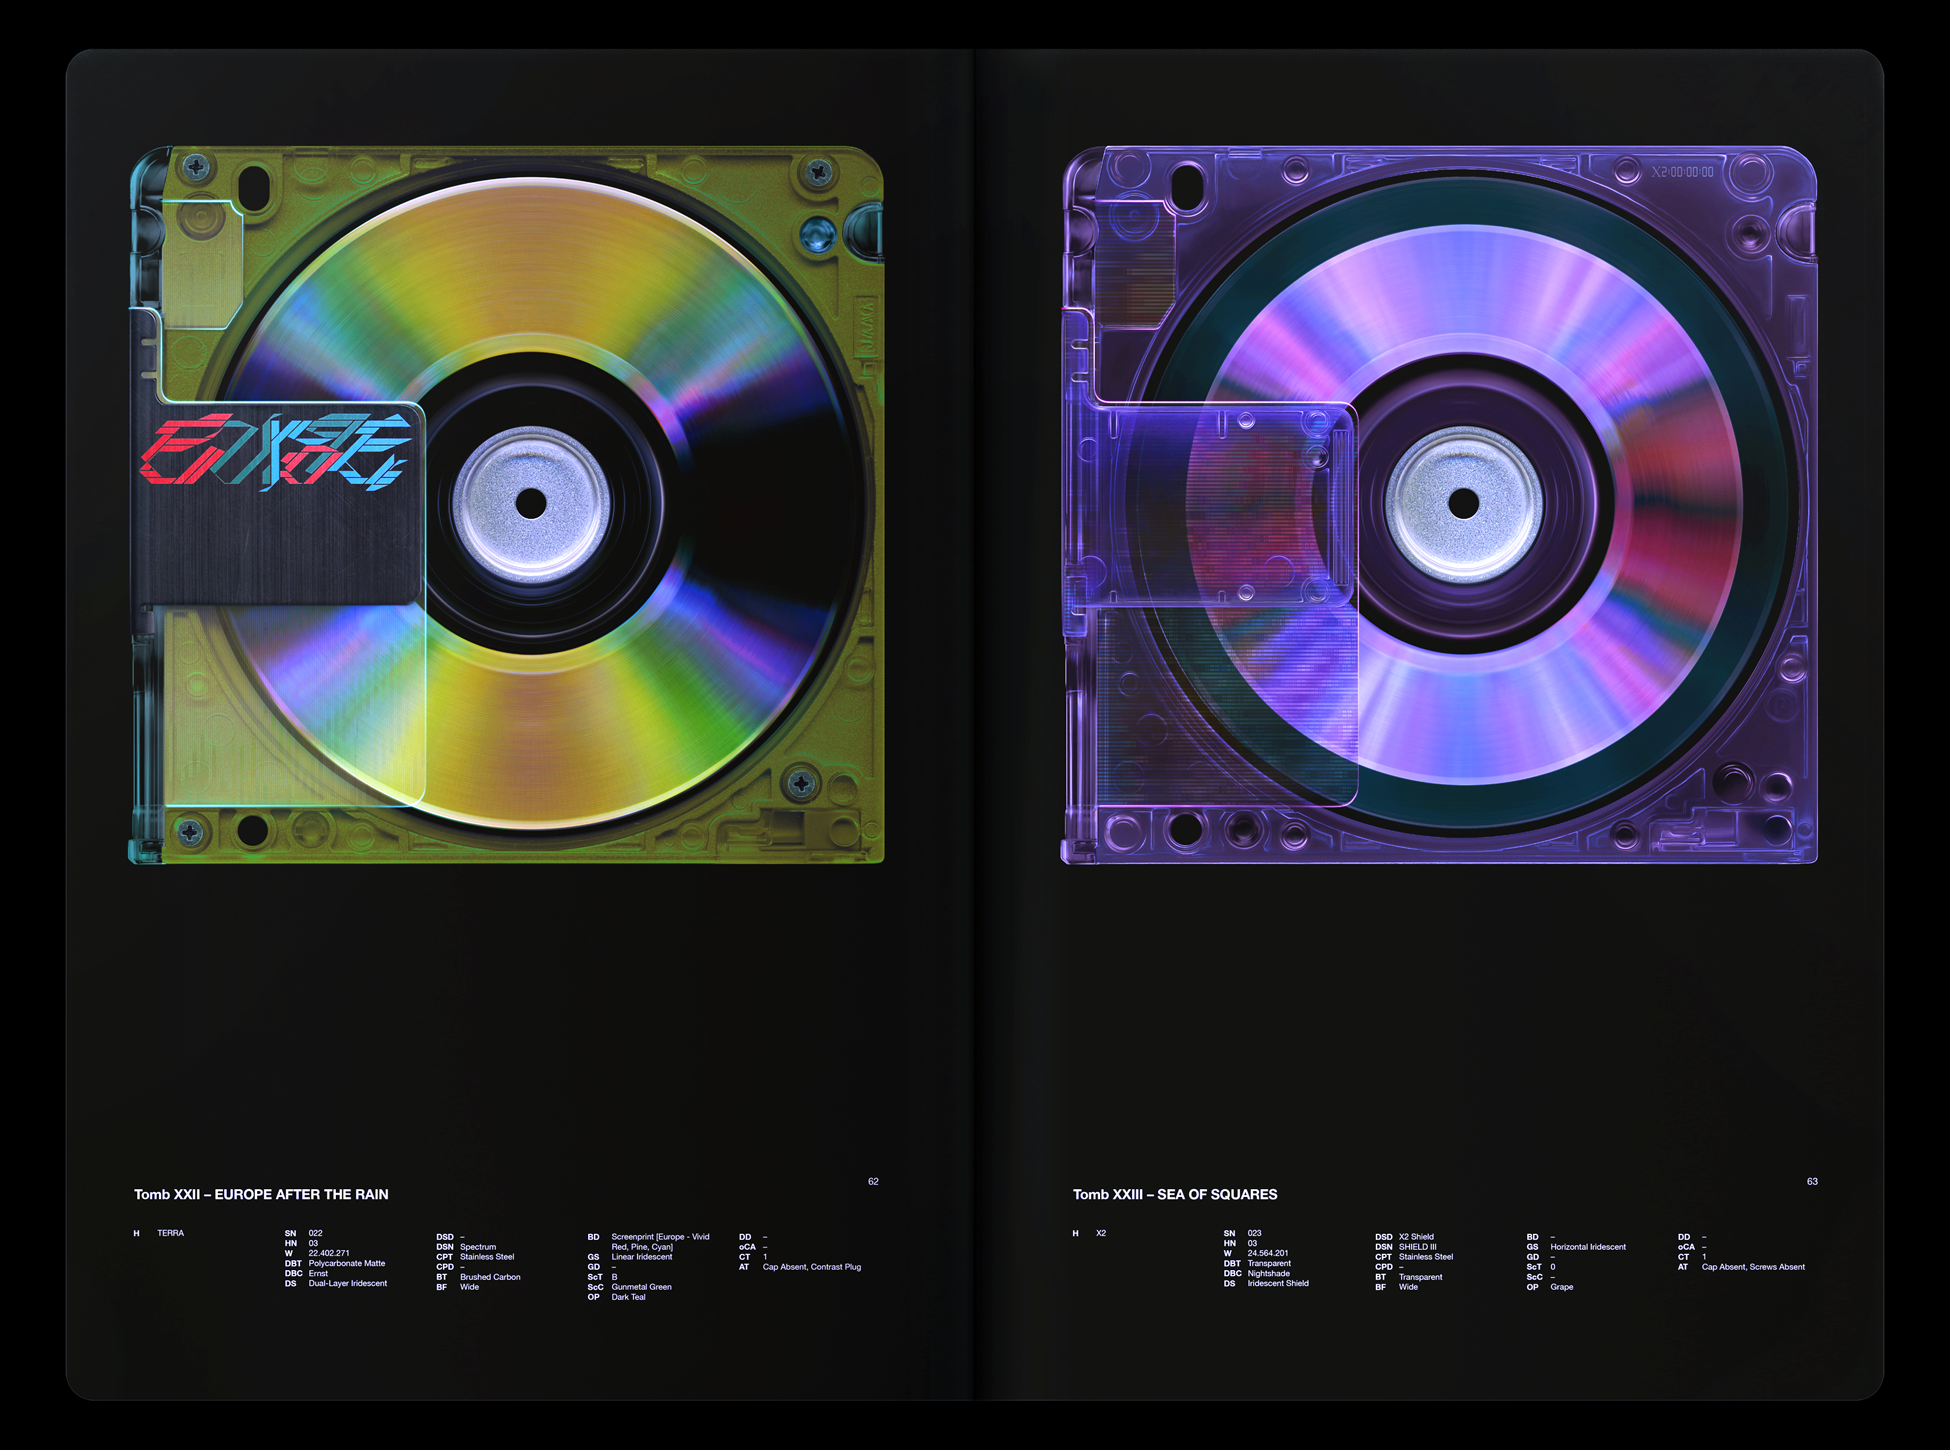 X2:00:00:00
62
Tomb XXII – EUROPE AFTER THE RAIN
H TERRA
SN 022
HN 03
W 22.402.271
DBT Polycarbonate Matte
DBC Ernst
DS Dual-Layer Iridescent
DSD –
DSN Spectrum
CPT Stainless Steel
CPD –
BT Brushed Carbon
BF Wide
BD Screenprint [Europe - Vivid
Red, Pine, Cyan]
GS Linear Iridescent
GD –
ScT B
ScC Gunmetal Green
OP Dark Teal
DD –
oCA –
CT 1
AT Cap Absent, Contrast Plug
63
Tomb XXIII – SEA OF SQUARES
H X2
SN 023
HN 03
W 24.564.201
DBT Transparent
DBC Nightshade
DS Iridescent Shield
DSD X2 Shield
DSN SHIELD III
CPT Stainless Steel
CPD –
BT Transparent
BF Wide
BD –
GS Horizontal Iridescent
GD –
ScT 0
ScC –
OP Grape
DD –
oCA –
CT 1
AT Cap Absent, Screws Absent